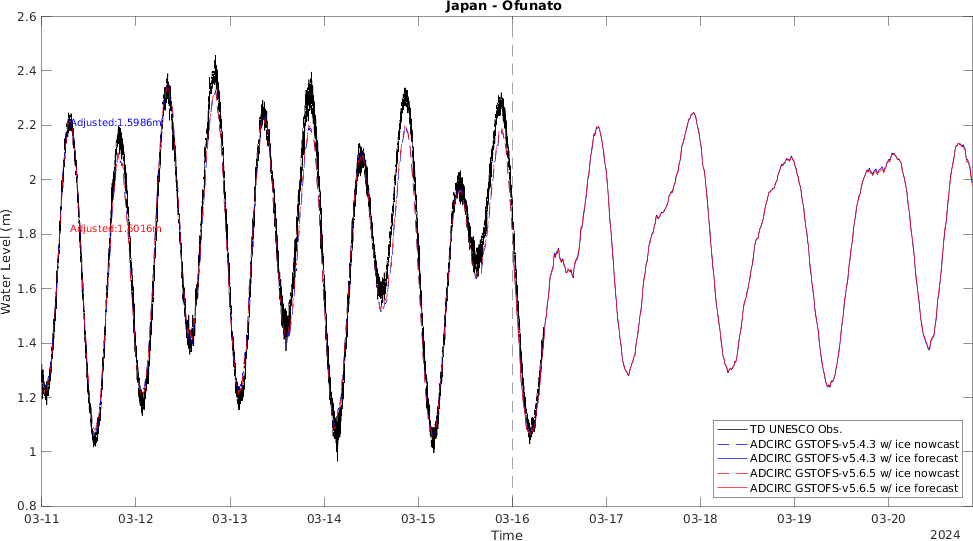 Japan - Ofunato
Water Level (m)
2.6
2.4
2.2
2
1.8
1.6
1.4
1.2
1
0.8
Adjusted:1.5986m
Adjusted:1.6016m
TD UNESCO Obs.
ADCIRC GSTOFS-v5.4.3 w/ ice nowcast
ADCIRC GSTOFS-v5.4.3 w/ ice forecast
ADCIRC GSTOFS-v5.6.5 w/ ice nowcast
ADCIRC GSTOFS-v5.6.5 w/ ice forecast
03-11 03-12 03-13 03-14 03-15 03-16 03-17 03-18 03-19 03-20
Time
2024